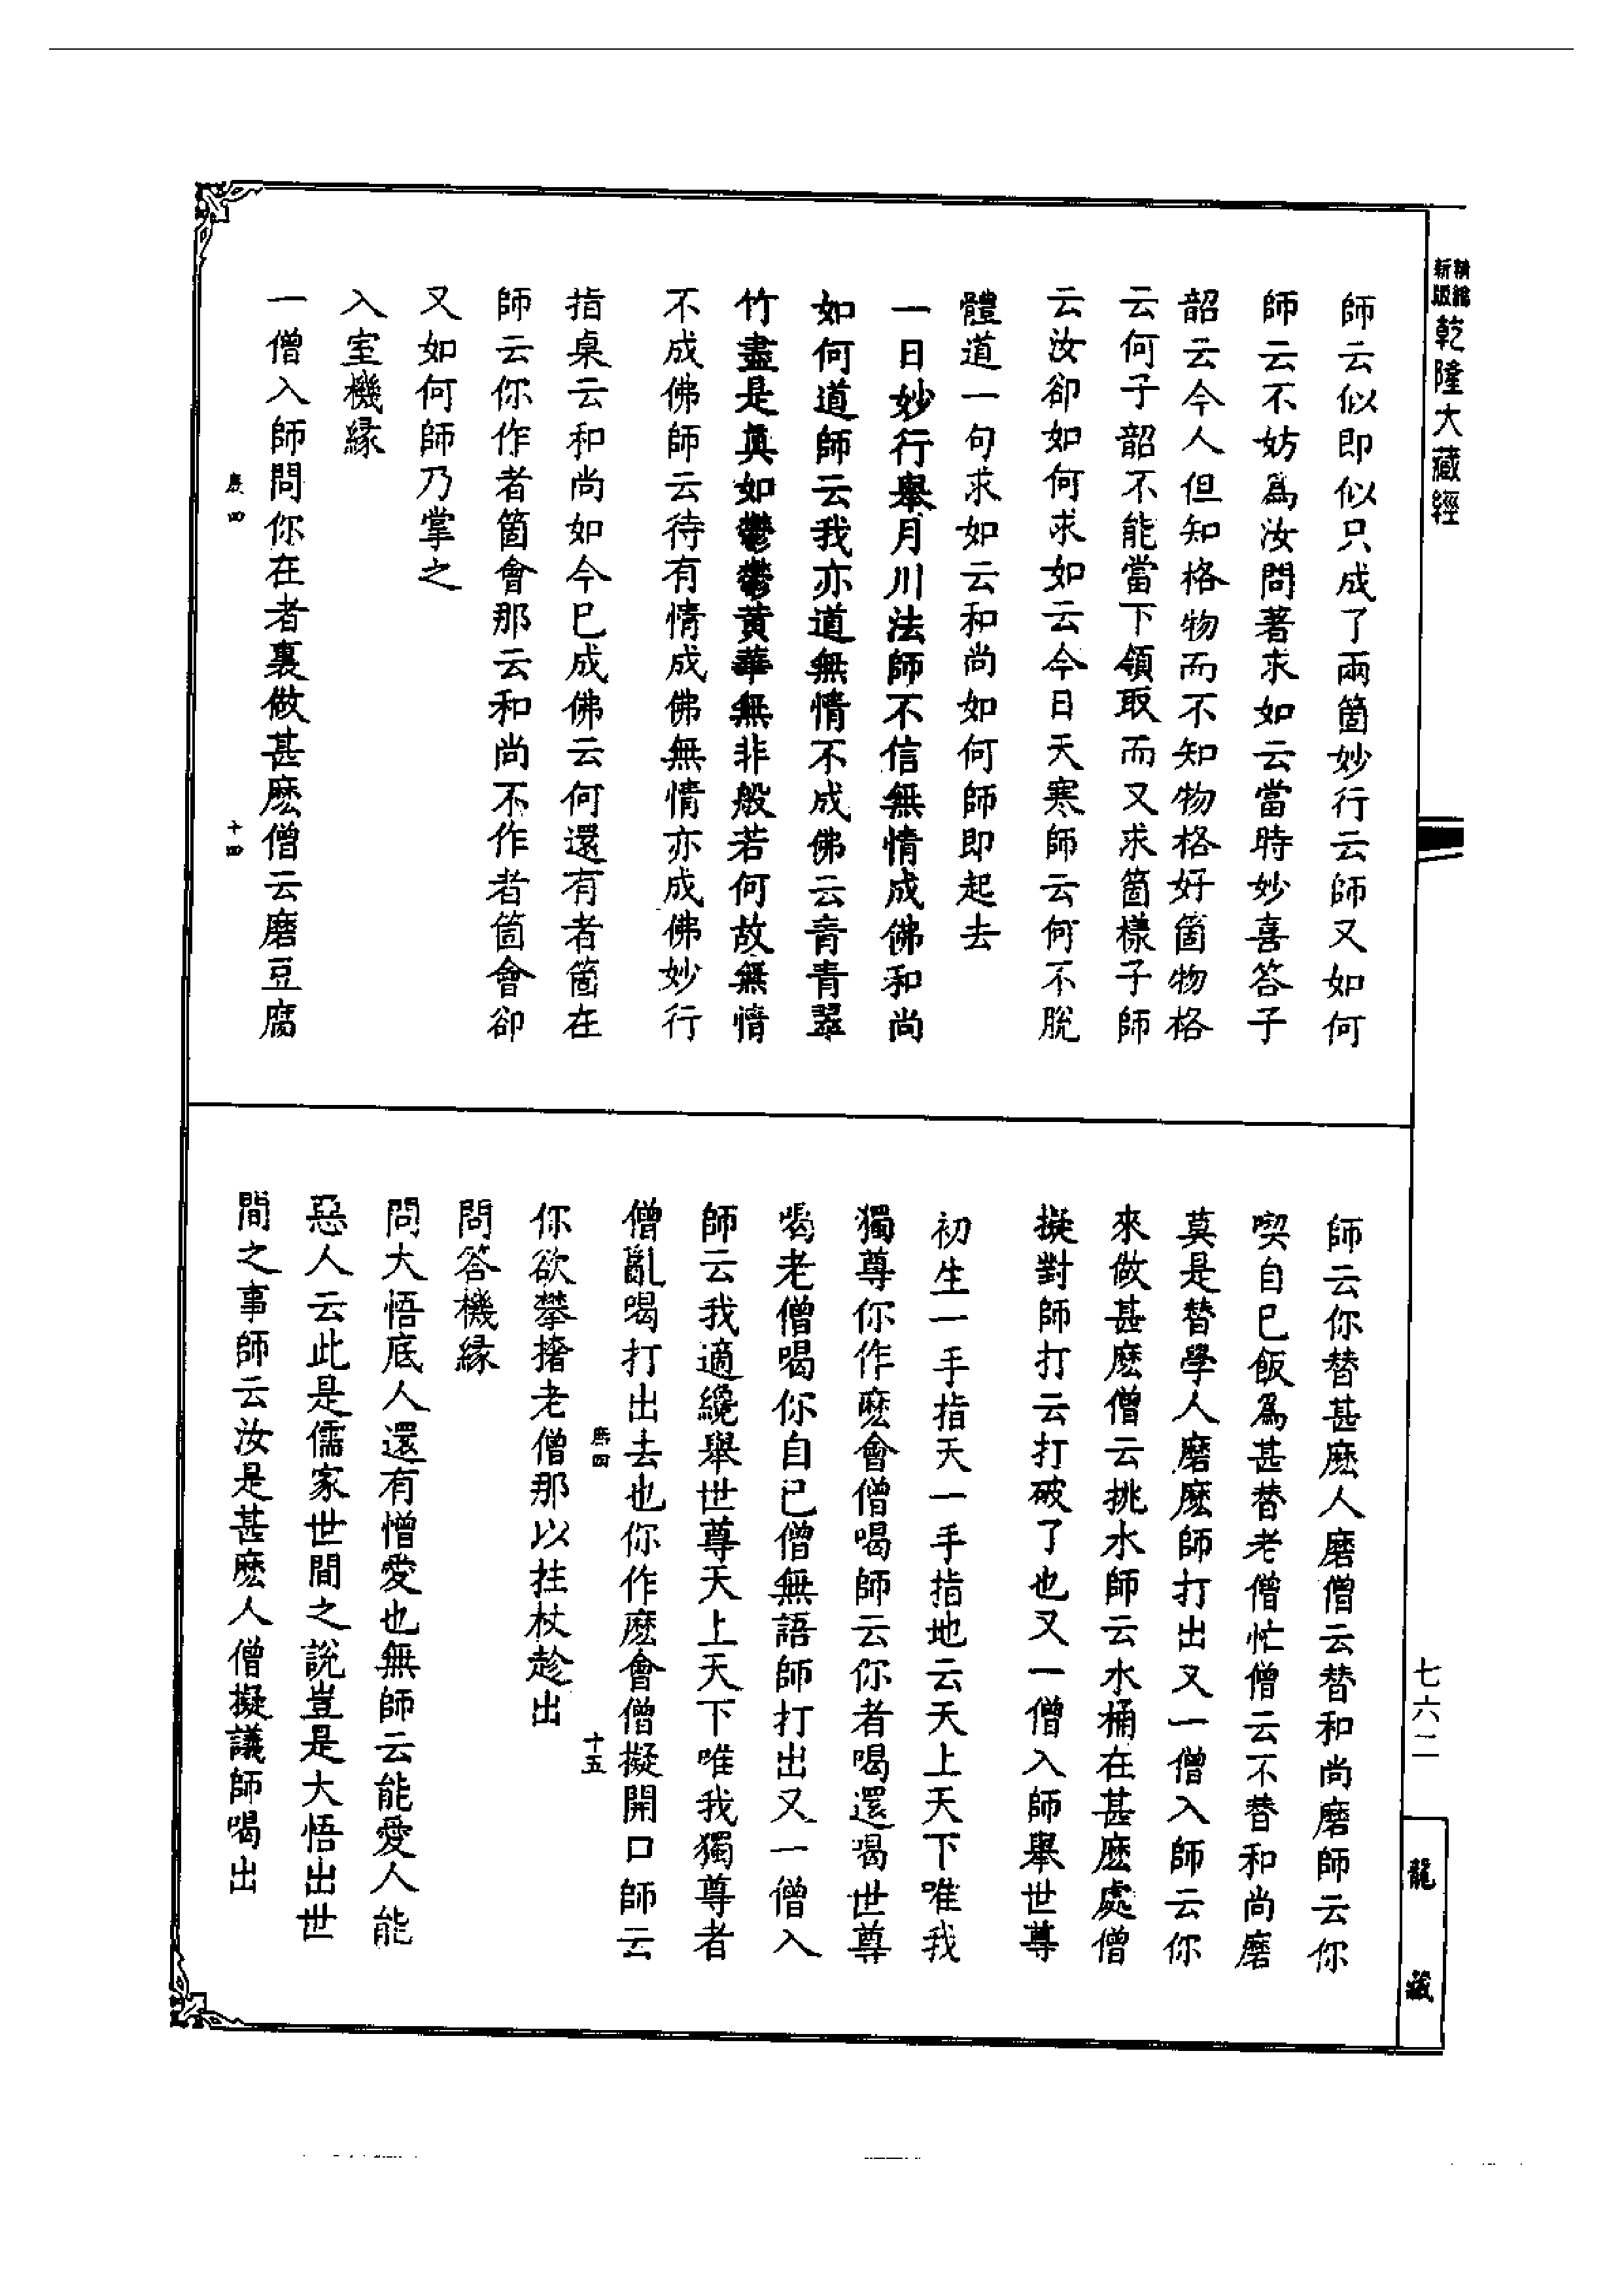 精縮
新版
乾隆大藏經
師云似即似只成了兩箇妙行云師又如何
師云不妨爲汝問著求如云當時妙喜答子
韶云今人但知格物而不知物格好箇物格
云何子韶不能當下領取而又求箇樣子師
云汝卻如何求如云今日天寒師云何不脫
體道一句求如云和尚如何師即起去
一日妙行舉月川法師不信無情成佛和尚
如何道師云我亦道無情不成佛云青青翠
竹盡是真如鬱鬱黃華無非般若何故無情
不成佛師云待有情成佛無情亦成佛妙行
指桌云和尚如今已成佛云何還有者箇在
師云你作者箇會那云和尚不作者箇會卻
又如何師乃掌之
入室機緣
一僧入師問你在者裏做甚麼僧云磨豆腐
四
十四
師云你替甚麼人磨僧云替和尚磨師云你
喫自已飯爲甚替老僧忙僧云不替和尚磨
莫是替學人磨麼師打出又一僧入師云你
來做甚麼僧云挑水師云水桶在甚麼處僧
擬對師打云打破了也又一僧入師舉世尊
初生一手指天一手指地云天上天下唯我
獨尊你作麼會僧喝師云你者喝還喝世尊
喝老僧喝你自已僧無語師打出又一僧入
師云我適纔舉世尊天上天下唯我獨尊者
僧亂喝打出去也你作麼會僧擬開口師云
四
十五
你欲攀搘老僧那以拄杖趁出
問答機緣
問大悟底人還有憎愛也無師云能愛人能
惡人云此是儒家世間之說豈是大悟出世
間之事師云汝是甚麼人僧擬議師喝出
七六二
龍藏